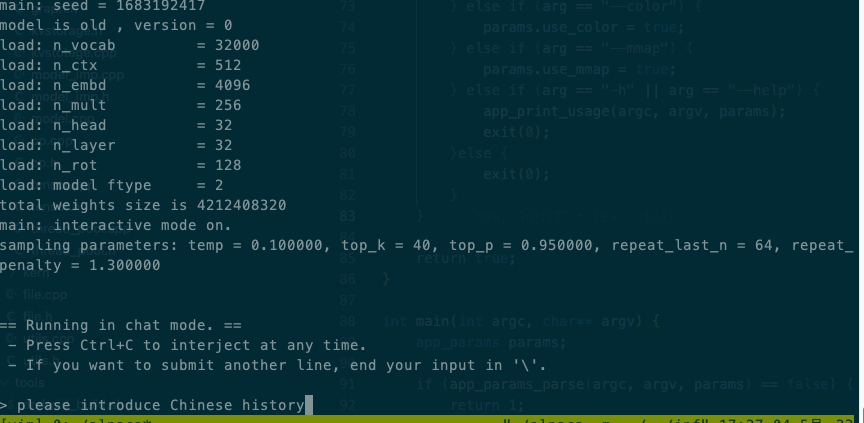 main: seed = 1683192417
model is old , version = 0
load: n_vocab = 32000
load: n_ctx = 512
load: n_embd = 4096
load: n_mult = 256
load: n_head = 32
load: n_layer = 32
load: n_rot = 128
load: model ftype = 2
total weights size is 4212408320
main: interactive mode on.
sampling parameters: temp = 0.100000, top_k = 40, top_p = 0.950000, repeat_last_n = 64, repeat_
penalty = 1.300000
== Running in chat mode. ==
- Press Ctrl+C to interject at any time.
- If you want to submit another line, end your input in '\'.
> please introduce Chinese history
73 } else if (arg == "--color") {
74 params.use_color = true;
75 } else if (arg == "--mmap") {
76 params.use_mmap = true;
77 } else if (arg == "-h" || arg == "--help") {
78 app_print_usage(argc, argv, params);
79 exit(0);
80 }else {
81 exit(0);
82 }
83 }
84
85 return true;
86 }
87
88 int main(int argc, char** argv) {
app_params params;
91 if (app_params_parse(argc, argv, params) == false) {
92 return 1;
file.cpp
file.h
tools